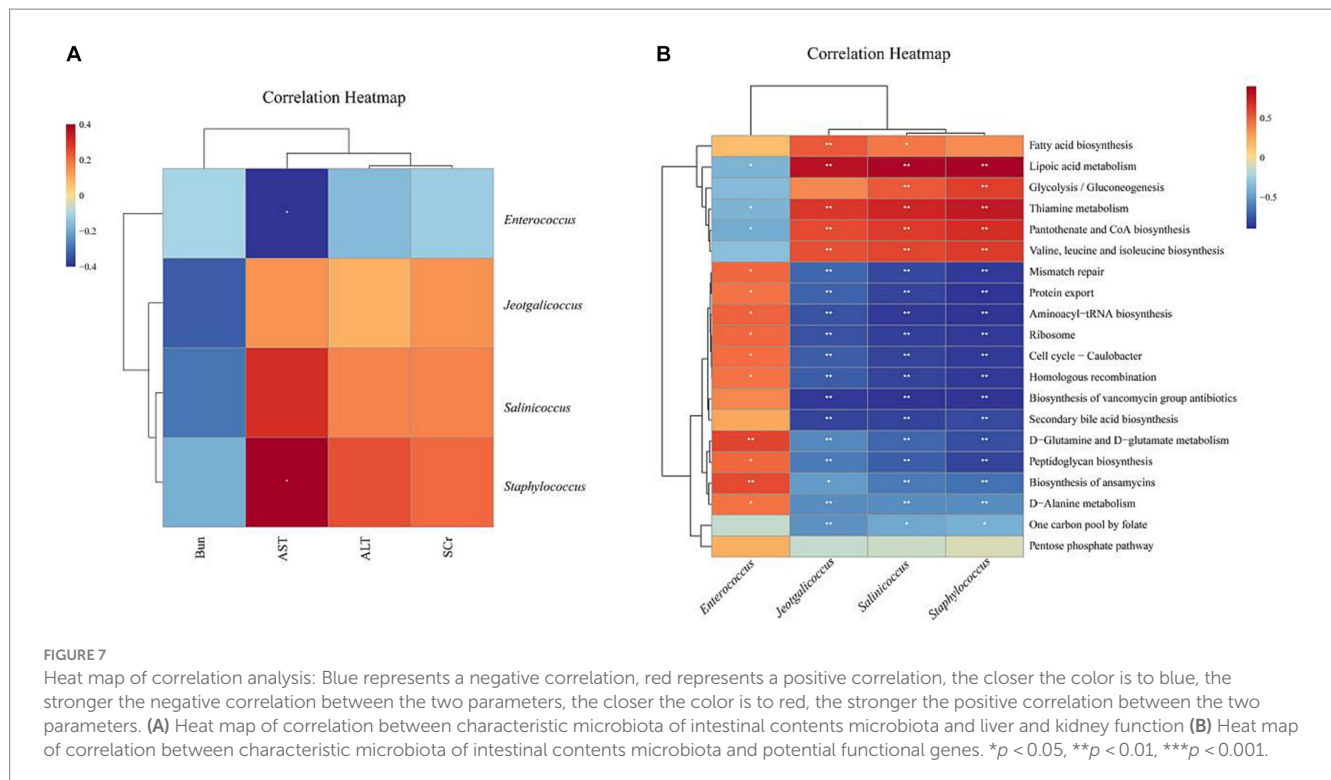 A
Correlation Heatmap
0.4
0.2
0
−0.2
−0.4
*
*
Enterococcus
Jeotgalicoccus
Salinicoccus
Staphylococcus
Bun
AST
ALT
SCr
B
Correlation Heatmap
0.5
0
−0.5
** * Fatty acid biosynthesis
* ** ** ** Lipoic acid metabolism
** ** Glycolysis / Gluconeogenesis
* ** ** ** Thiamine metabolism
* ** ** ** Pantothenate and CoA biosynthesis
** ** ** Valine, leucine and isoleucine biosynthesis
* ** ** ** Mismatch repair
* ** ** ** Protein export
* ** ** ** Aminoacyl−tRNA biosynthesis
* ** ** ** Ribosome
* ** ** ** Cell cycle − Caulobacter
* ** ** ** Homologous recombination
** ** ** Biosynthesis of vancomycin group antibiotics
** ** ** Secondary bile acid biosynthesis
** ** ** ** D−Glutamine and D−glutamate metabolism
* ** ** ** Peptidoglycan biosynthesis
** * ** ** Biosynthesis of ansamycins
* ** ** ** D−Alanine metabolism
** * * One carbon pool by folate
Pentose phosphate pathway
Enterococcus
Jeotgalicoccus
Salinicoccus
Staphylococcus
FIGURE 7
Heat map of correlation analysis: Blue represents a negative correlation, red represents a positive correlation, the closer the color is to blue, the
stronger the negative correlation between the two parameters, the closer the color is to red, the stronger the positive correlation between the two
parameters. (A) Heat map of correlation between characteristic microbiota of intestinal contents microbiota and liver and kidney function (B) Heat map
of correlation between characteristic microbiota of intestinal contents microbiota and potential functional genes. *p < 0.05, **p < 0.01, ***p < 0.001.